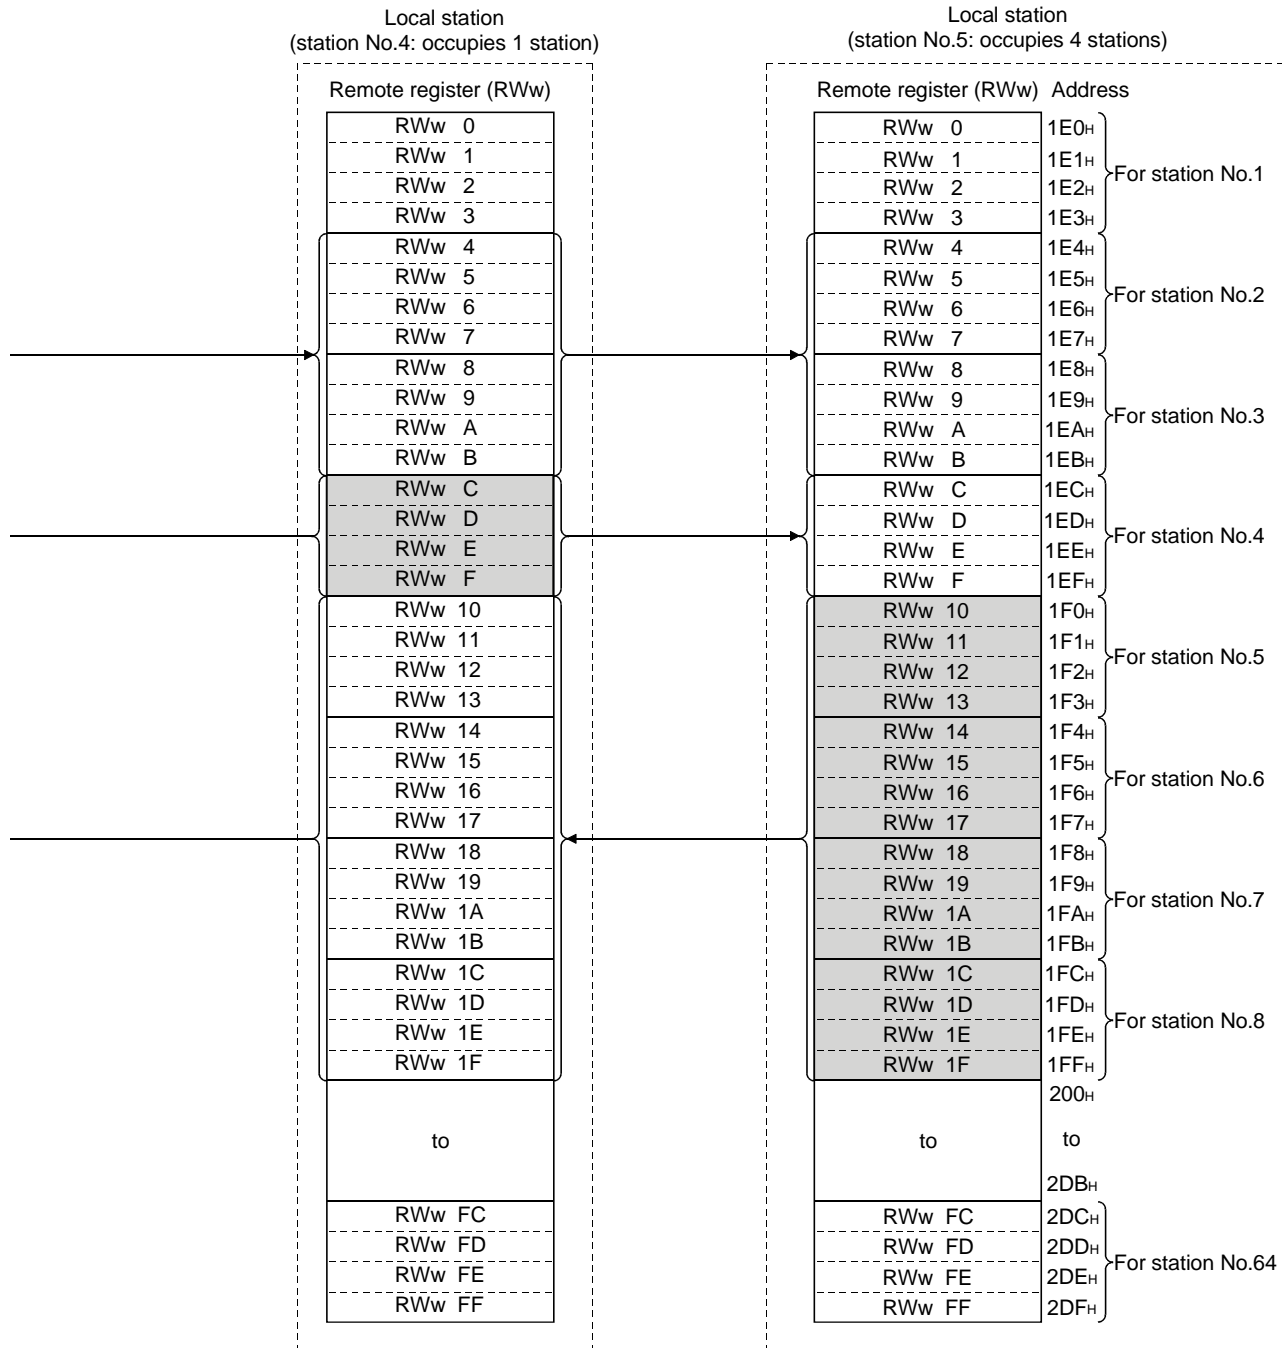 Local station
(station No.4: occupies 1 station)
Local station
(station No.5: occupies 4 stations)
Remote register (RWw)
Remote register (RWw) Address
RWw 0 RWw 0 1E0H
RWw 1 RWw 1 1E1H
For station No.1
RWw 2 RWw 2 1E2H
RWw 3 RWw 3 1E3H
RWw 4 RWw 4 1E4H
RWw 5 RWw 5 1E5H
For station No.2
RWw 6 RWw 6 1E6H
RWw 7 RWw 7 1E7H
RWw 8 RWw 8 1E8H
RWw 9 RWw 9 1E9H
For station No.3
RWw A RWw A 1EAH
RWw B RWw B 1EBH
RWw C RWw C 1ECH
RWw D RWw D 1EDH
For station No.4
RWw E RWw E 1EEH
RWw F RWw F 1EFH
RWw 10 RWw 10 1F0H
RWw 11 RWw 11 1F1H
For station No.5
RWw 12 RWw 12 1F2H
RWw 13 RWw 13 1F3H
RWw 14 RWw 14 1F4H
RWw 15 RWw 15 1F5H
For station No.6
RWw 16 RWw 16 1F6H
RWw 17 RWw 17 1F7H
RWw 18 RWw 18 1F8H
RWw 19 RWw 19 1F9H
For station No.7
RWw 1A RWw 1A 1FAH
RWw 1B RWw 1B 1FBH
RWw 1C RWw 1C 1FCH
RWw 1D RWw 1D 1FDH
For station No.8
RWw 1E RWw 1E 1FEH
RWw 1F RWw 1F 1FFH
200H
to to to
2DBH
RWw FC RWw FC 2DCH
RWw FD RWw FD 2DDH
For station No.64
RWw FE RWw FE 2DEH
RWw FF RWw FF 2DFH